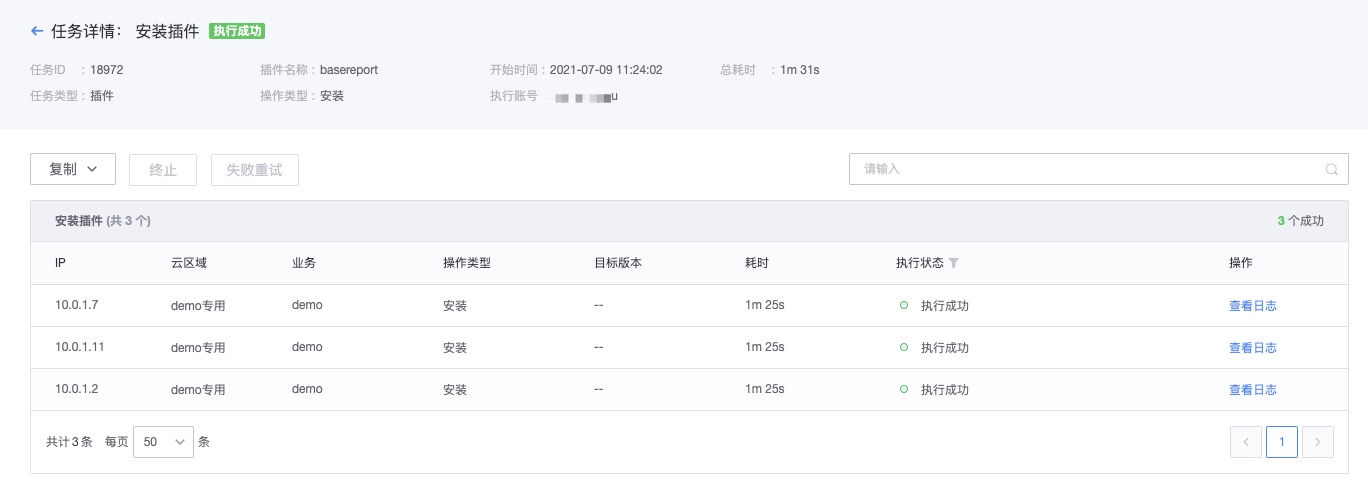 任务详情： 安装插件 执行成功
任务ID ：18972 插件名称：basereport 开始时间：2021-07-09 11:24:02 总耗时 ：1m 31s
任务类型：插件 操作类型：安装 执行账号 u
复制 终止 失败重试 请输入
安装插件 (共 3 个) 3 个成功
IP 云区域 业务 操作类型 目标版本 耗时 执行状态 操作
10.0.1.7 demo专用 demo 安装 -- 1m 25s 执行成功 查看日志
10.0.1.11 demo专用 demo 安装 -- 1m 25s 执行成功 查看日志
10.0.1.2 demo专用 demo 安装 -- 1m 25s 执行成功 查看日志
共计3条 每页 50 条 1